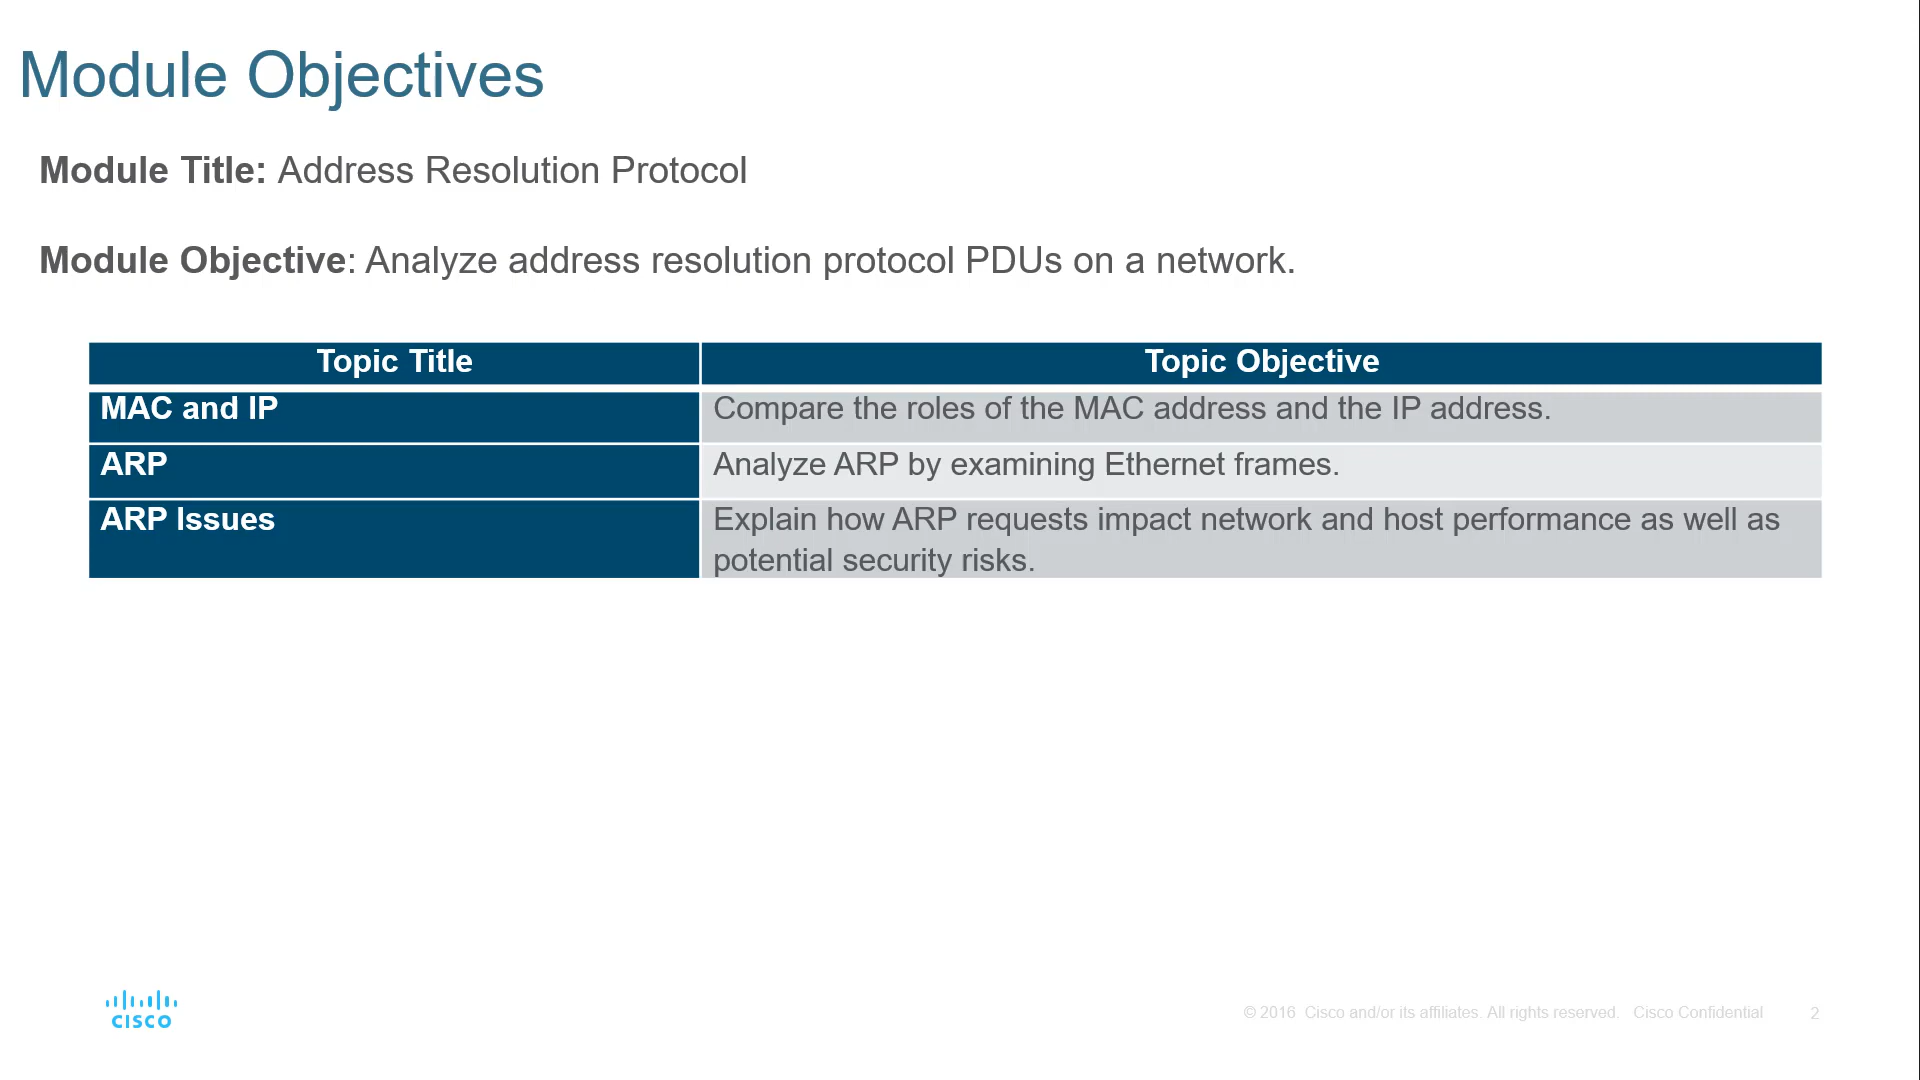 Module Objectives
Module Title: Address Resolution Protocol
Module Objective: Analyze address resolution protocol PDUs on a network.
Topic Title Topic Objective
MAC and IP Compare the roles of the MAC address and the IP address.
ARP Analyze ARP by examining Ethernet frames.
ARP Issues Explain how ARP requests impact network and host performance as well as
potential security risks.
CISCO © 2016 Cisco and/or its affiliates. All rights reserved. Cisco Confidential 2